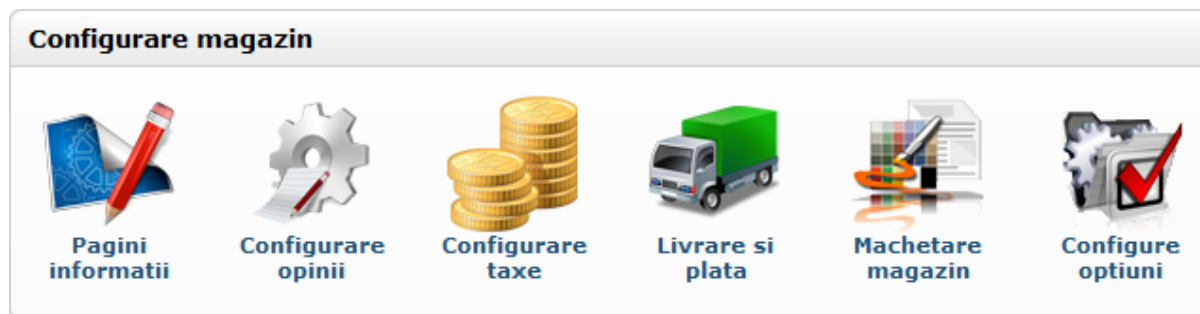 Configurare magazin
Pagini
informatii
Configurare
opinii
Configurare
taxe
Livrare si
plata
Machetare
magazin
Configure
optiuni